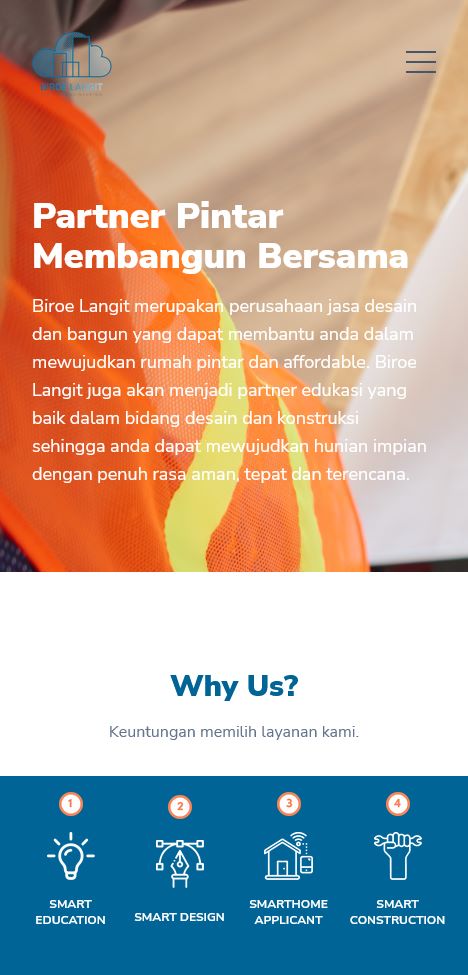 BIROE LANGIT
Partner Pintar
Membangun Bersama
Biroe Langit merupakan perusahaan jasa desain
dan bangun yang dapat membantu anda dalam
mewujudkan rumah pintar dan affordable. Biroe
Langit juga akan menjadi partner edukasi yang
baik dalam bidang desain dan konstruksi
sehingga anda dapat mewujudkan hunian impian
dengan penuh rasa aman, tepat dan terencana.
Why Us?
Keuntungan memilih layanan kami.
1
2
3
4
SMART
EDUCATION
SMART DESIGN
SMARTHOME
APPLICANT
SMART
CONSTRUCTION